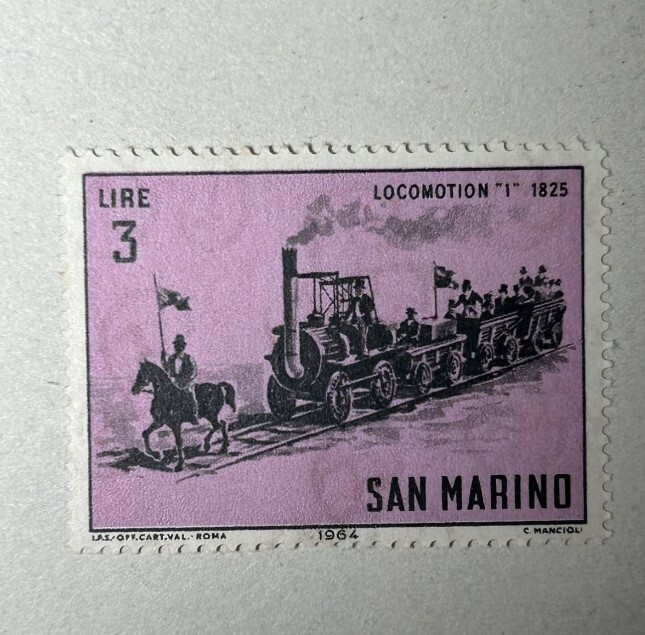 LIRE
3
LOCOMOTION "1" 1825
SAN MARINO
I.P.S.-OFF.CART.VAL.-ROMA
1964
C. MANCIOLI